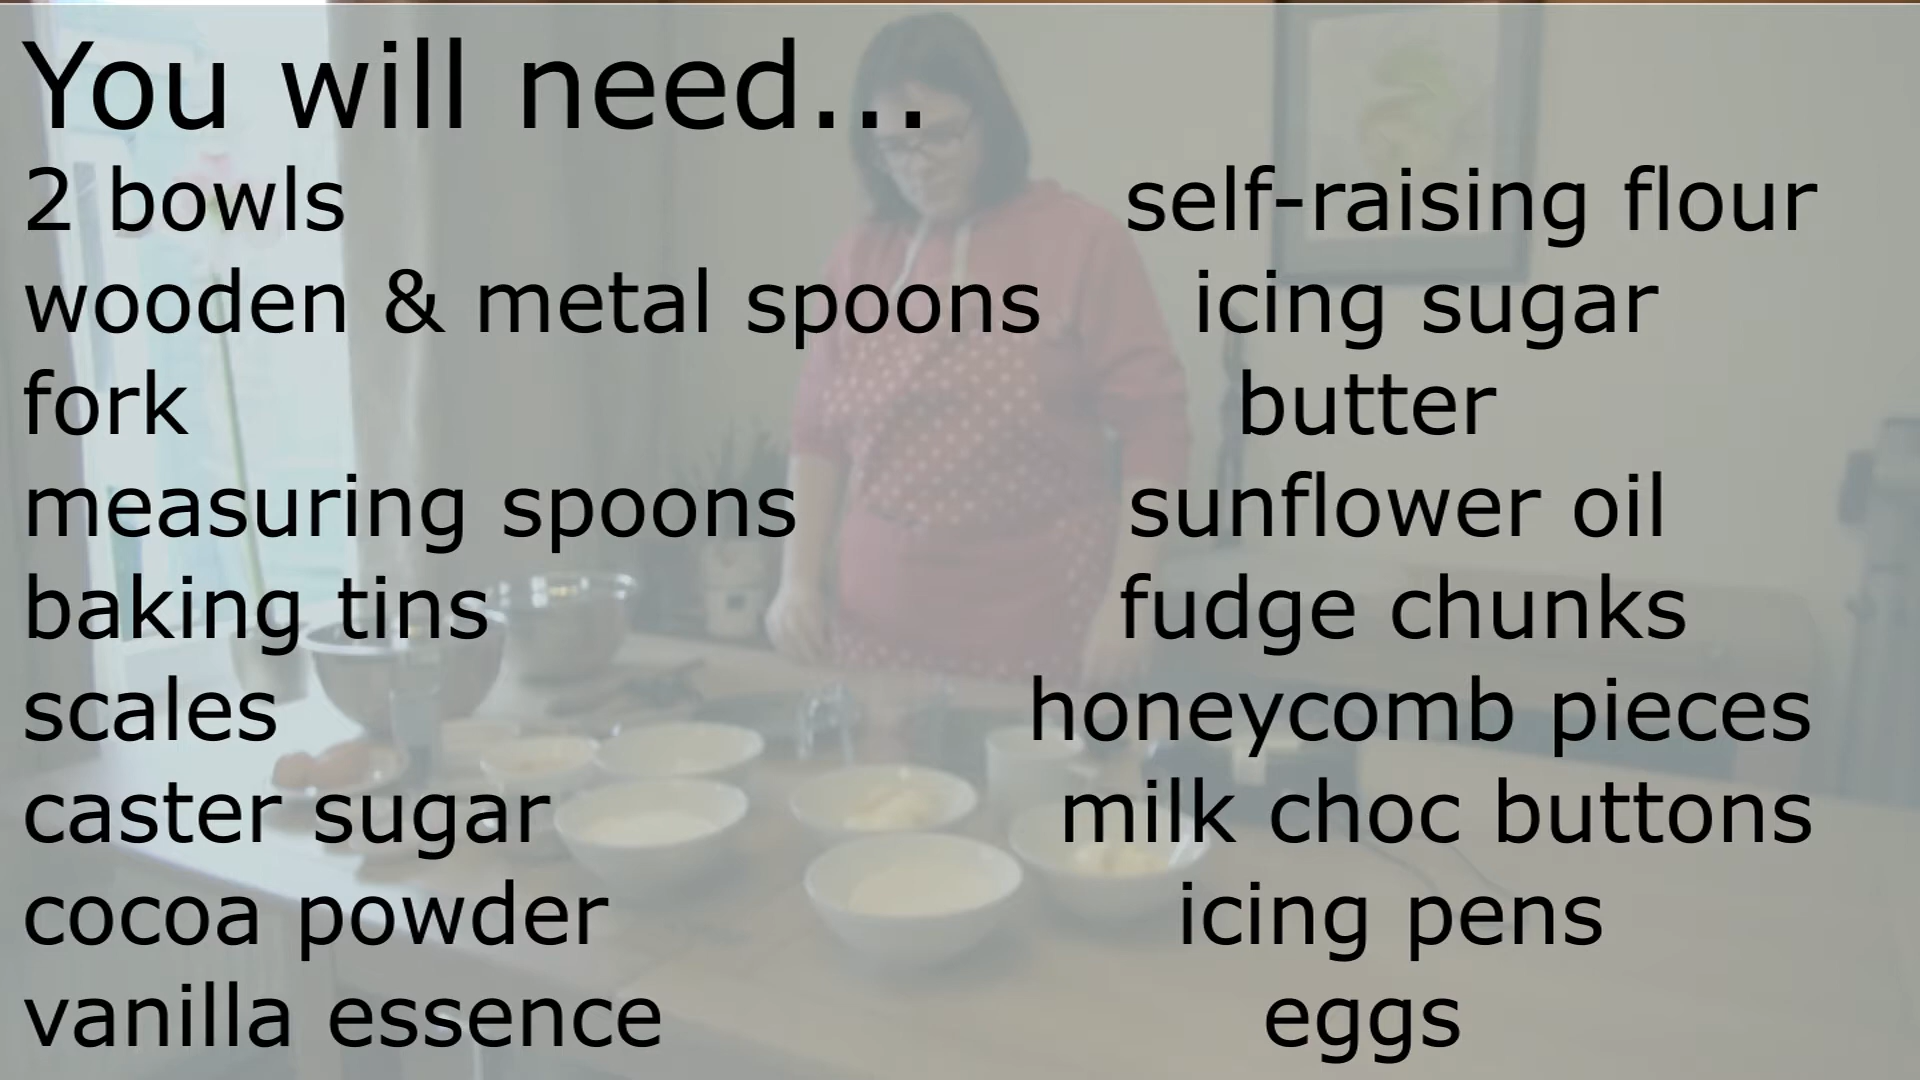 You will need...
2 bowls
wooden & metal spoons
fork
measuring spoons
baking tins
scales
caster sugar
cocoa powder
vanilla essence
self-raising flour
icing sugar
butter
sunflower oil
fudge chunks
honeycomb pieces
milk choc buttons
icing pens
eggs